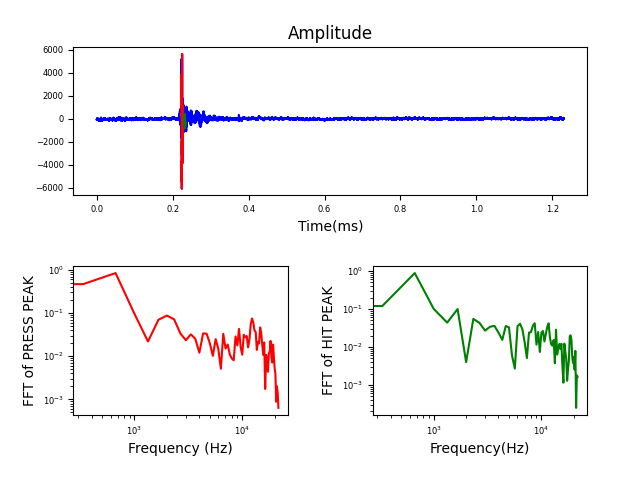 Amplitude
6000
4000
2000
0
−2000
−4000
−6000
0.0 0.2 0.4 0.6 0.8 1.0 1.2
Time(ms)
FFT of PRESS PEAK
10⁰
10⁻¹
10⁻²
10⁻³
10³ 10⁴
Frequency (Hz)
FFT of HIT PEAK
10⁰
10⁻¹
10⁻²
10⁻³
10³ 10⁴
Frequency(Hz)